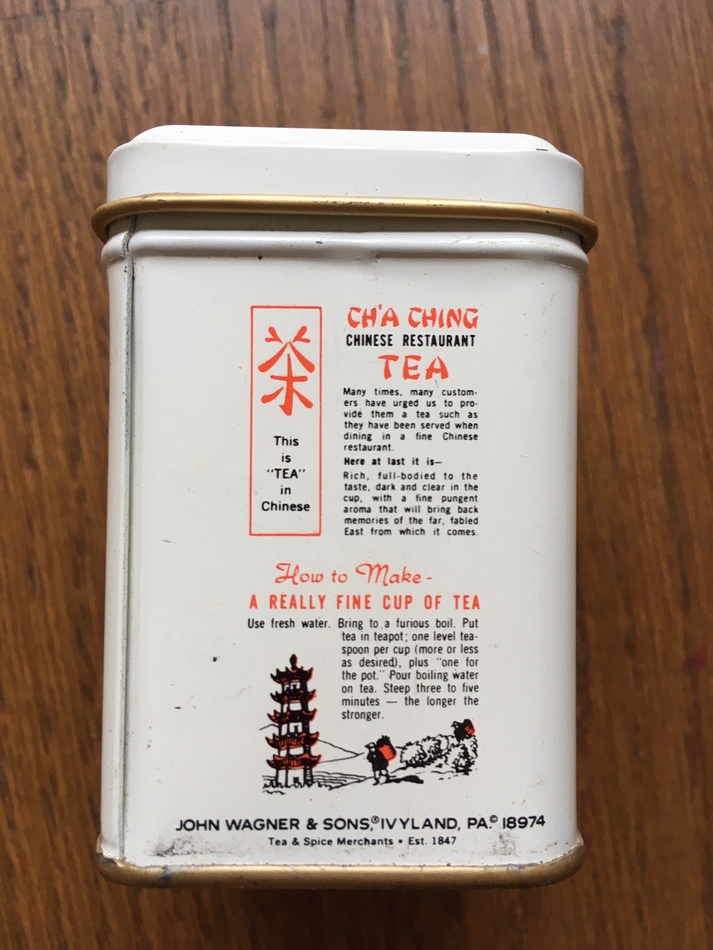 茶
This
is
"TEA"
in
Chinese
CH'A CHING
CHINESE RESTAURANT
TEA
Many times, many custom-
ers have urged us to pro-
vide them a tea such as
they have been served when
dining in a fine Chinese
restaurant.
Here at last it is—
Rich, full-bodied to the
taste, dark and clear in the
cup, with a fine pungent
aroma that will bring back
memories of the far, fabled
East from which it comes.
How to Make-
A REALLY FINE CUP OF TEA
Use fresh water. Bring to a furious boil. Put
tea in teapot; one level tea-
spoon per cup (more or less
as desired), plus "one for
the pot." Pour boiling water
on tea. Steep three to five
minutes — the longer the
stronger.
JOHN WAGNER & SONS,® IVYLAND, PA.© 18974
Tea & Spice Merchants • Est. 1847